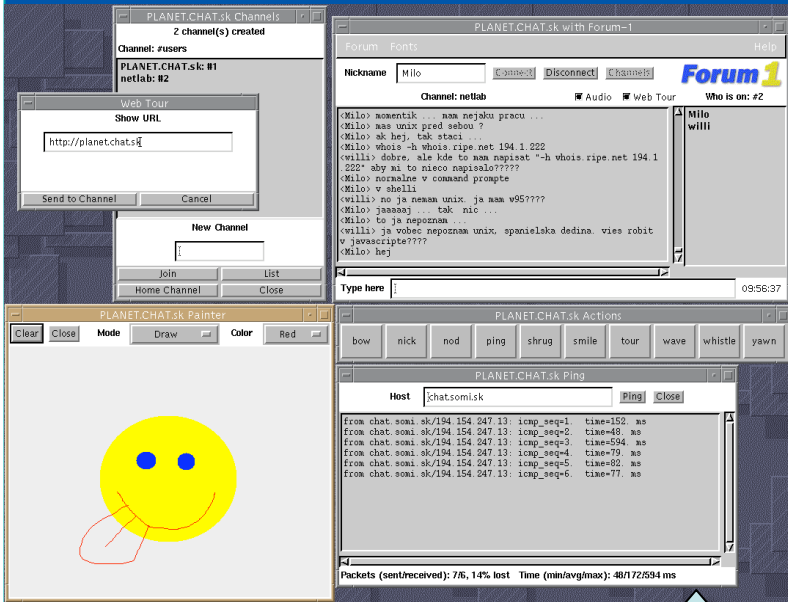 PLANET.CHAT.sk Channels
2 channel(s) created
Channel: #users
PLANET.CHAT.sk: #1
netlab: #2
Web Tour
Show URL
http://planet.chat.sk
Send to Channel Cancel
New Channel
Join List
Home Channel Close
PLANET.CHAT.sk with Forum-1
Forum Fonts Help
Nickname Milo Connect Disconnect Channels Forum 1
Channel: netlab Audio Web Tour Who is on: #2
<Milo> momentik ... mam nejaku pracu ...
<Milo> mas unix pred sebou ?
<Milo> ak hej, tak staci ...
<Milo> whois -h whois.ripe.net 194.1.222
<willi> dobre, ale kde to mam napisat "-h whois.ripe.net 194.1
.222" aby mi to nieco napisalo?????
<Milo> normalne v command prompte
<Milo> v shelli
<willi> no ja nemam unix. ja mam w95????
<Milo> jaaaaaj ... tak nic ...
<Milo> to ja nepoznam ...
<willi> ja vobec nepoznam unix, spanielska dedina. vies robit
v javascripte????
<Milo> hej
Milo
willi
Type here 09:56:37
PLANET.CHAT.sk Painter
Clear Close Mode Draw Color Red
PLANET.CHAT.sk Actions
bow nick nod ping shrug smile tour wave whistle yawn
PLANET.CHAT.sk Ping
Host chat.somi.sk Ping Close
from chat.somi.sk/194.154.247.13: icmp_seq=1. time=152. ms
from chat.somi.sk/194.154.247.13: icmp_seq=2. time=48. ms
from chat.somi.sk/194.154.247.13: icmp_seq=3. time=594. ms
from chat.somi.sk/194.154.247.13: icmp_seq=4. time=79. ms
from chat.somi.sk/194.154.247.13: icmp_seq=5. time=82. ms
from chat.somi.sk/194.154.247.13: icmp_seq=6. time=77. ms
Packets (sent/received): 7/6, 14% lost Time (min/avg/max): 48/172/594 ms